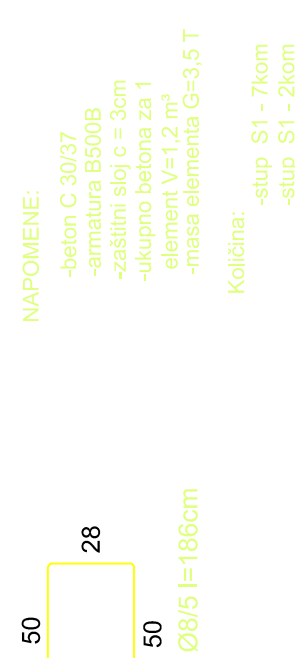 NAPOMENE:
-beton C 30/37
-armatura B500B
-zaštitni sloj c = 3cm
-ukupno betona za 1
element V=1,2 m³
-masa elementa G=3,5 T
Količina:
-stup S1 - 7kom
-stup S1 - 2kom
50
28
50
Ø8/5 l=186cm